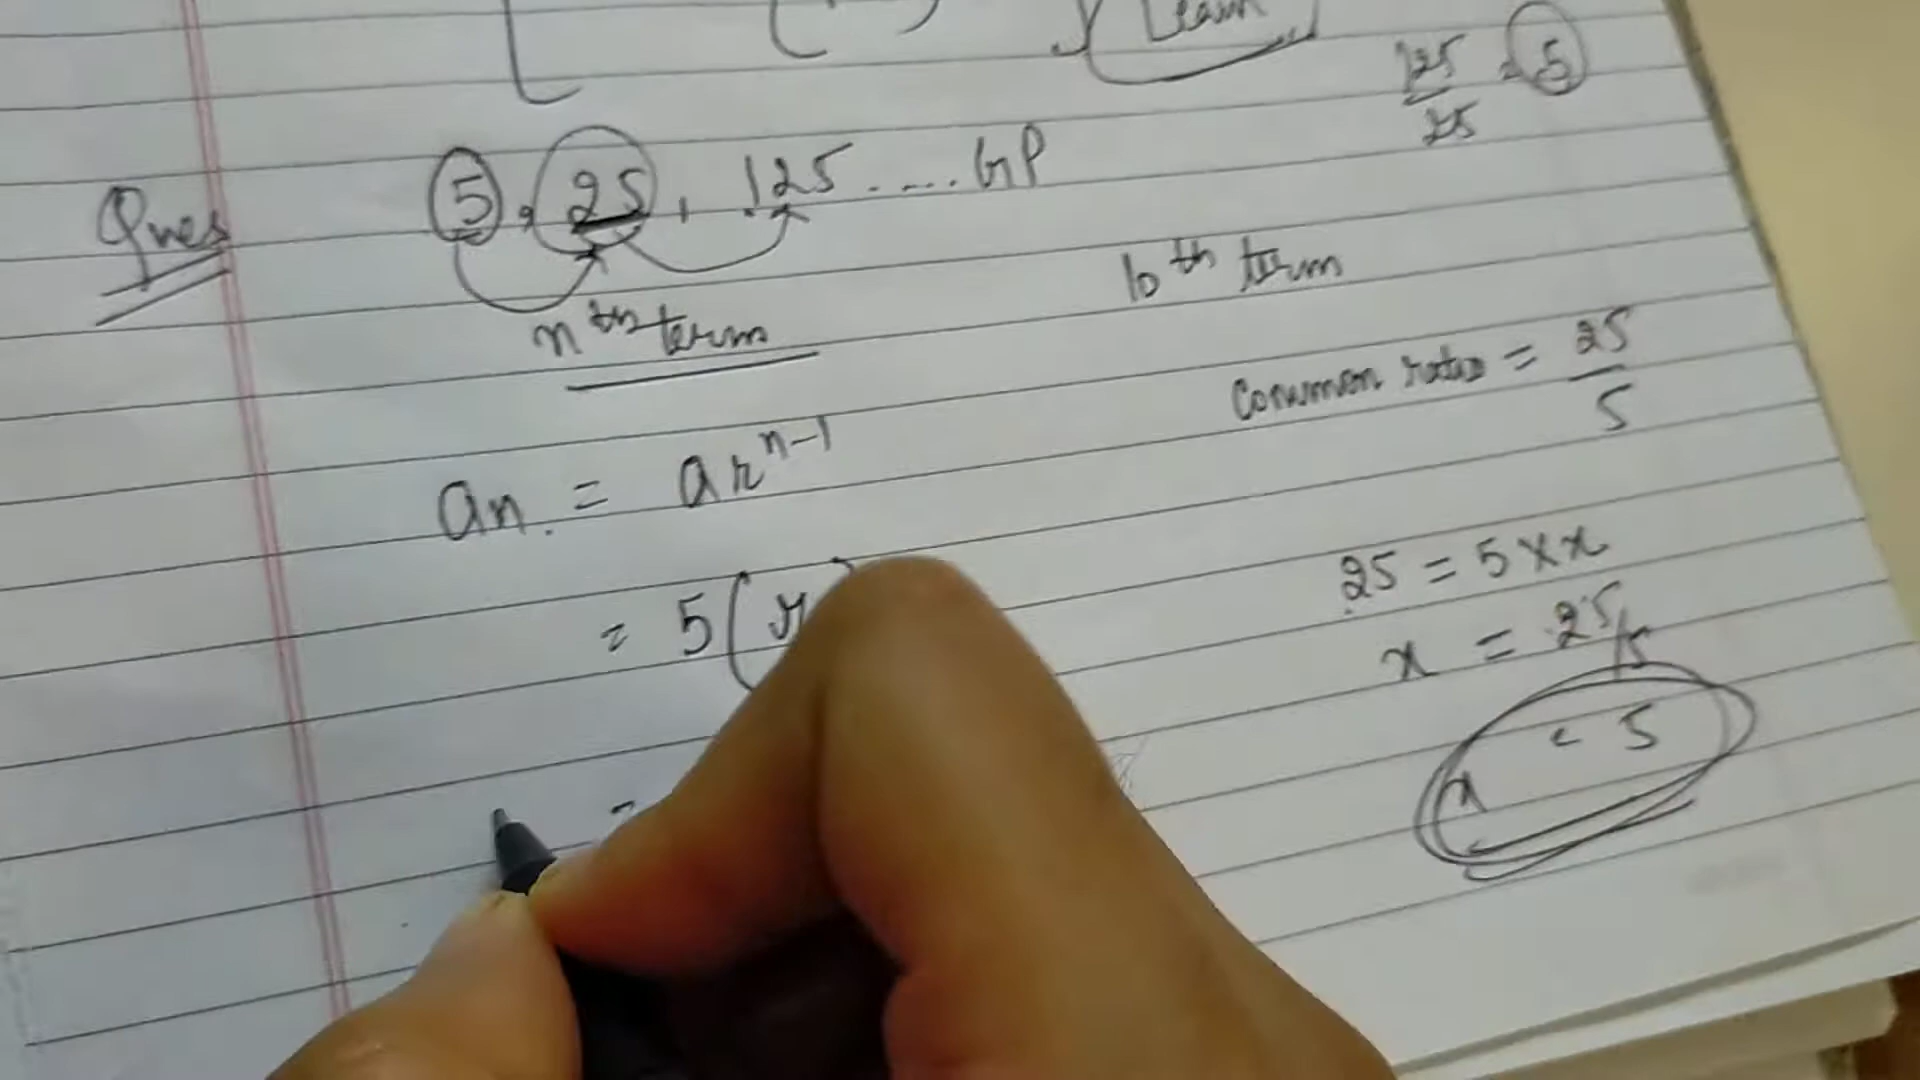 Learn
125/25 = 5
Ques 5, 25, 125 .... GP
nth term
10th term
Common ratio = 25/5
an = ar^n-1
= 5(
=
25 = 5 x x
x = 25/5
x = 5